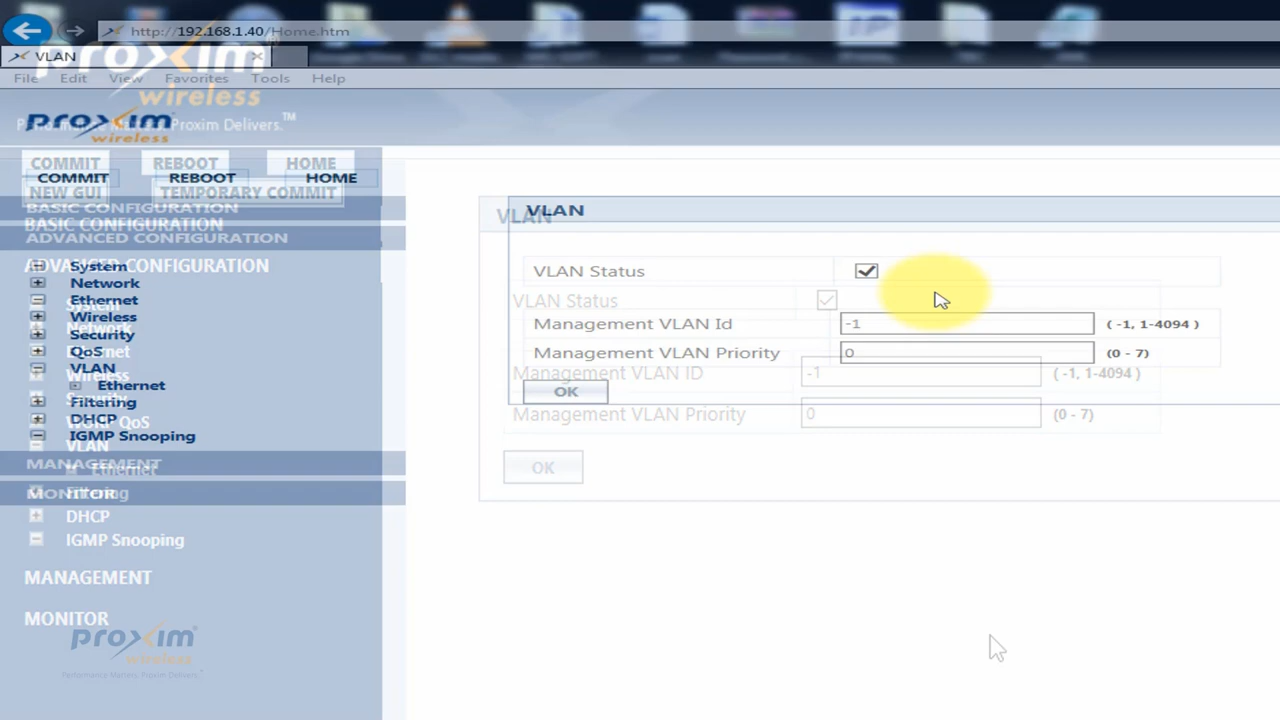 http://192.168.1.40/Home.htm
VLAN
File Edit View Favorites Tools Help
proxim
wireless
Proxim Delivers.™
proxim
wireless
COMMIT REBOOT HOME
COMMIT REBOOT HOME
NEW GUI TEMPORARY COMMIT
BASIC CONFIGURATION
BASIC CONFIGURATION
ADVANCED CONFIGURATION
ADVANCED CONFIGURATION
System
Network
Ethernet
Wireless
Security
QoS
VLAN
Ethernet
Filtering
DHCP
IGMP Snooping
MANAGEMENT
MONITOR
System
Network
Ethernet
Wireless
Security
QoS
VLAN
Ethernet
Filtering
DHCP
IGMP Snooping
MANAGEMENT
MONITOR
proxim
wireless
Performance Matters. Proxim Delivers.
VLAN
VLAN Status
Management VLAN Id -1 ( -1, 1-4094 )
Management VLAN Priority 0 (0 - 7)
OK
VLAN
VLAN Status
Management VLAN ID -1 ( -1, 1-4094 )
Management VLAN Priority 0 (0 - 7)
OK